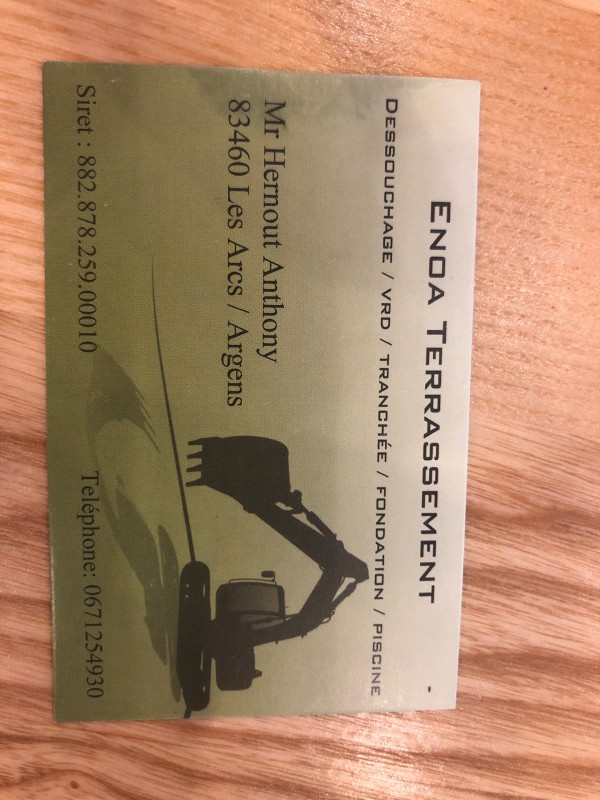 ENOA TERRASSEMENT
DESSOUCHAGE / VRD / TRANCHÉE / FONDATION / PISCINE
Mr Hernout Anthony
83460 Les Arcs / Argens
Siret : 882.878.259.00010
Teléphone: 0671254930